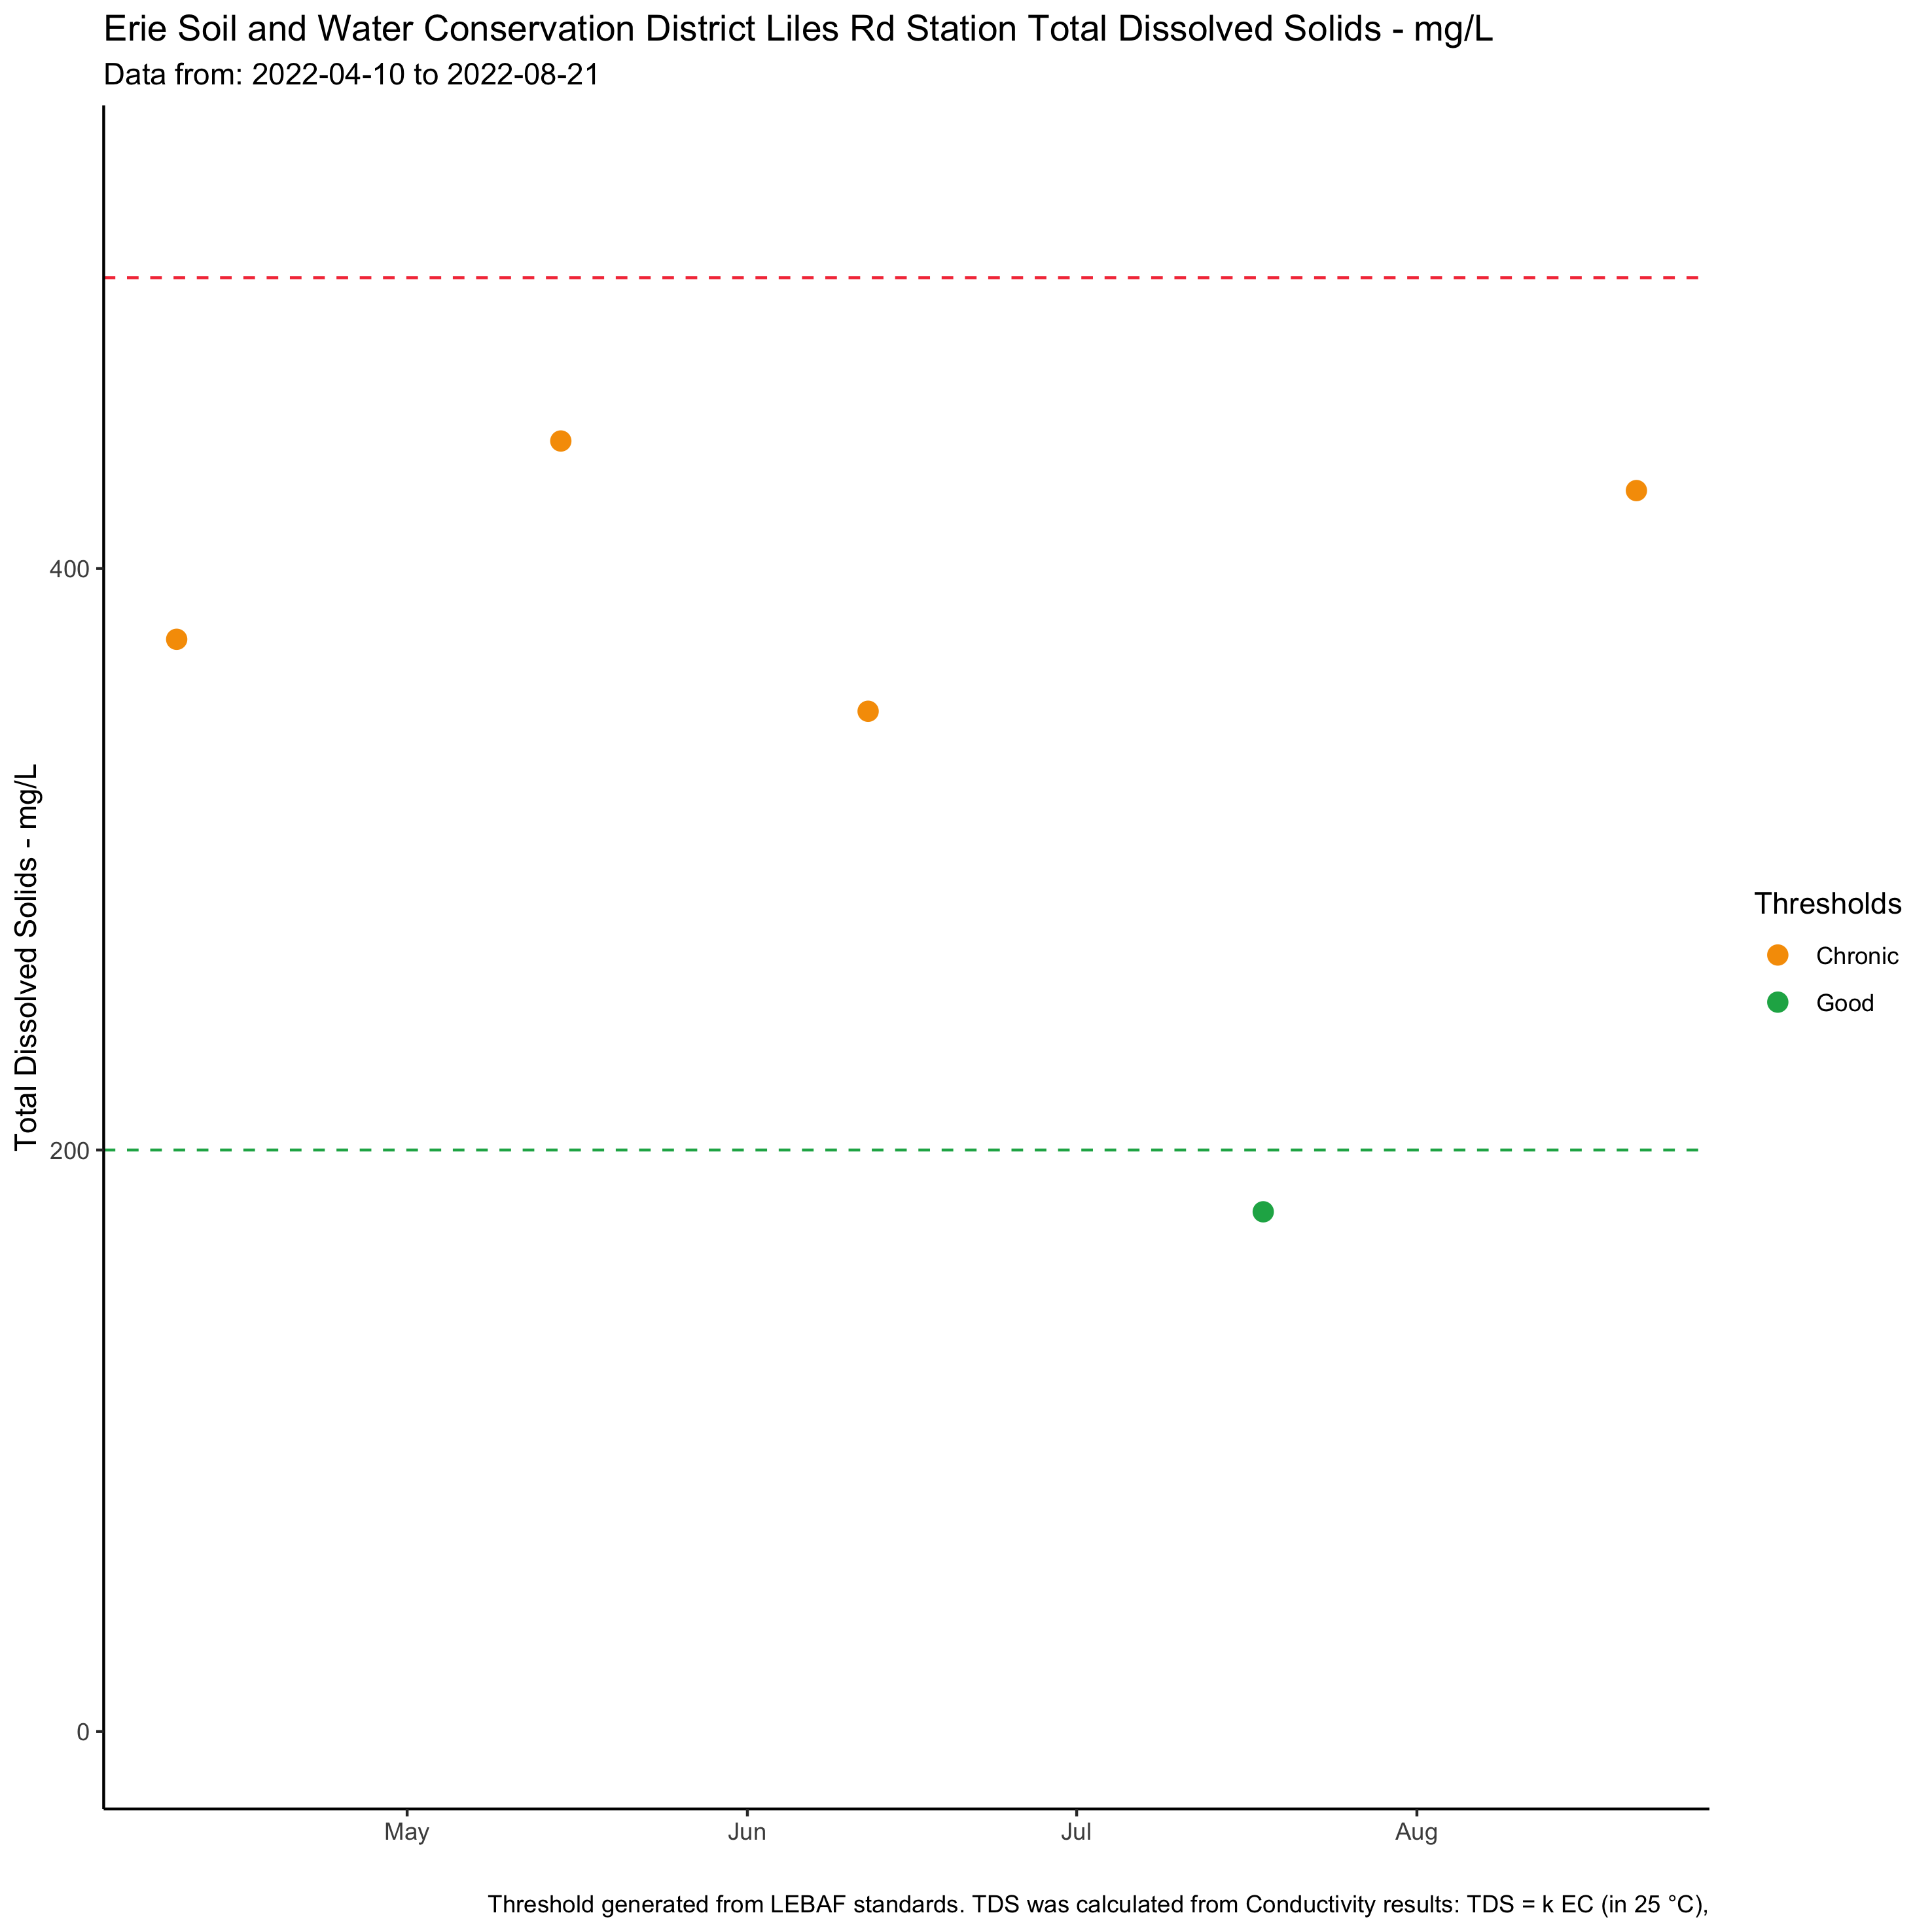 Erie Soil and Water Conservation District Liles Rd Station Total Dissolved Solids - mg/L
Data from: 2022-04-10 to 2022-08-21
Total Dissolved Solids - mg/L
400
200
0
May
Jun
Jul
Aug
Thresholds
Chronic
Good
Threshold generated from LEBAF standards. TDS was calculated from Conductivity results: TDS = k EC (in 25 °C),